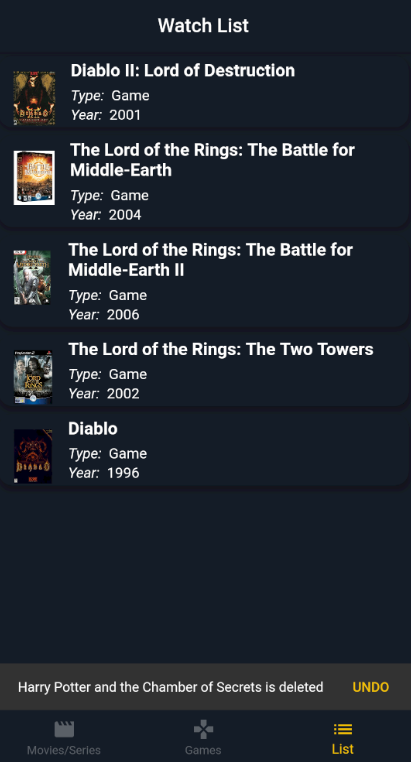 Watch List
Diablo II: Lord of Destruction
Type: Game
Year: 2001
The Lord of the Rings: The Battle for
Middle-Earth
Type: Game
Year: 2004
The Lord of the Rings: The Battle for
Middle-Earth II
Type: Game
Year: 2006
The Lord of the Rings: The Two Towers
Type: Game
Year: 2002
Diablo
Type: Game
Year: 1996
Harry Potter and the Chamber of Secrets is deleted UNDO
Movies/Series Games List